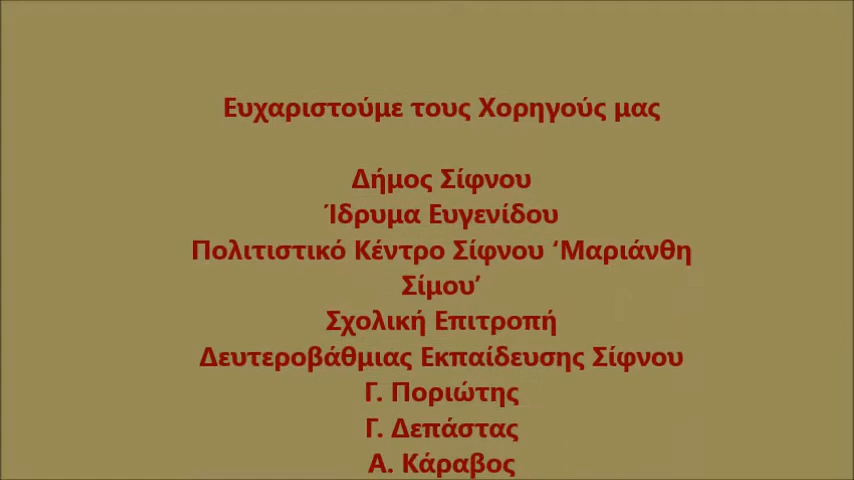 Ευχαριστούμε τους Χορηγούς μας
Δήμος Σίφνου
Ίδρυμα Ευγενίδου
Πολιτιστικό Κέντρο Σίφνου ‘Μαριάνθη
Σίμου’
Σχολική Επιτροπή
Δευτεροβάθμιας Εκπαίδευσης Σίφνου
Γ. Ποριώτης
Γ. Δεπάστας
Α. Κάραβος